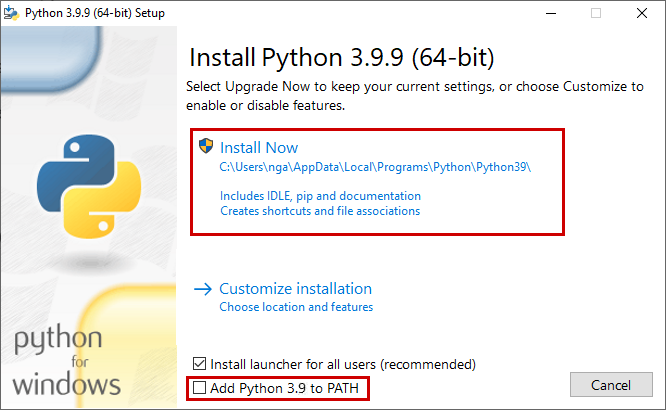 Python 3.9.9 (64-bit) Setup
Install Python 3.9.9 (64-bit)
Select Upgrade Now to keep your current settings, or choose Customize to
enable or disable features.
Install Now
C:\Users\nga\AppData\Local\Programs\Python\Python39\
Includes IDLE, pip and documentation
Creates shortcuts and file associations
Customize installation
Choose location and features
python
for
windows
Install launcher for all users (recommended)
Add Python 3.9 to PATH
Cancel